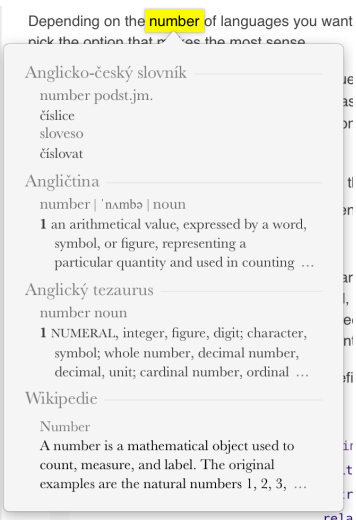 Depending on the number of languages you want
pick the option that makes the most sense.
Anglicko-český slovník
number podst.jm.
číslice
sloveso
číslovat
Angličtina
number | ˈnʌmbə | noun
1 an arithmetical value, expressed by a word,
symbol, or figure, representing a
particular quantity and used in counting …
Anglický tezaurus
number noun
1 NUMERAL, integer, figure, digit; character,
symbol; whole number, decimal number,
decimal, unit; cardinal number, ordinal …
Wikipedie
Number
A number is a mathematical object used to
count, measure, and label. The original
examples are the natural numbers 1, 2, 3, …